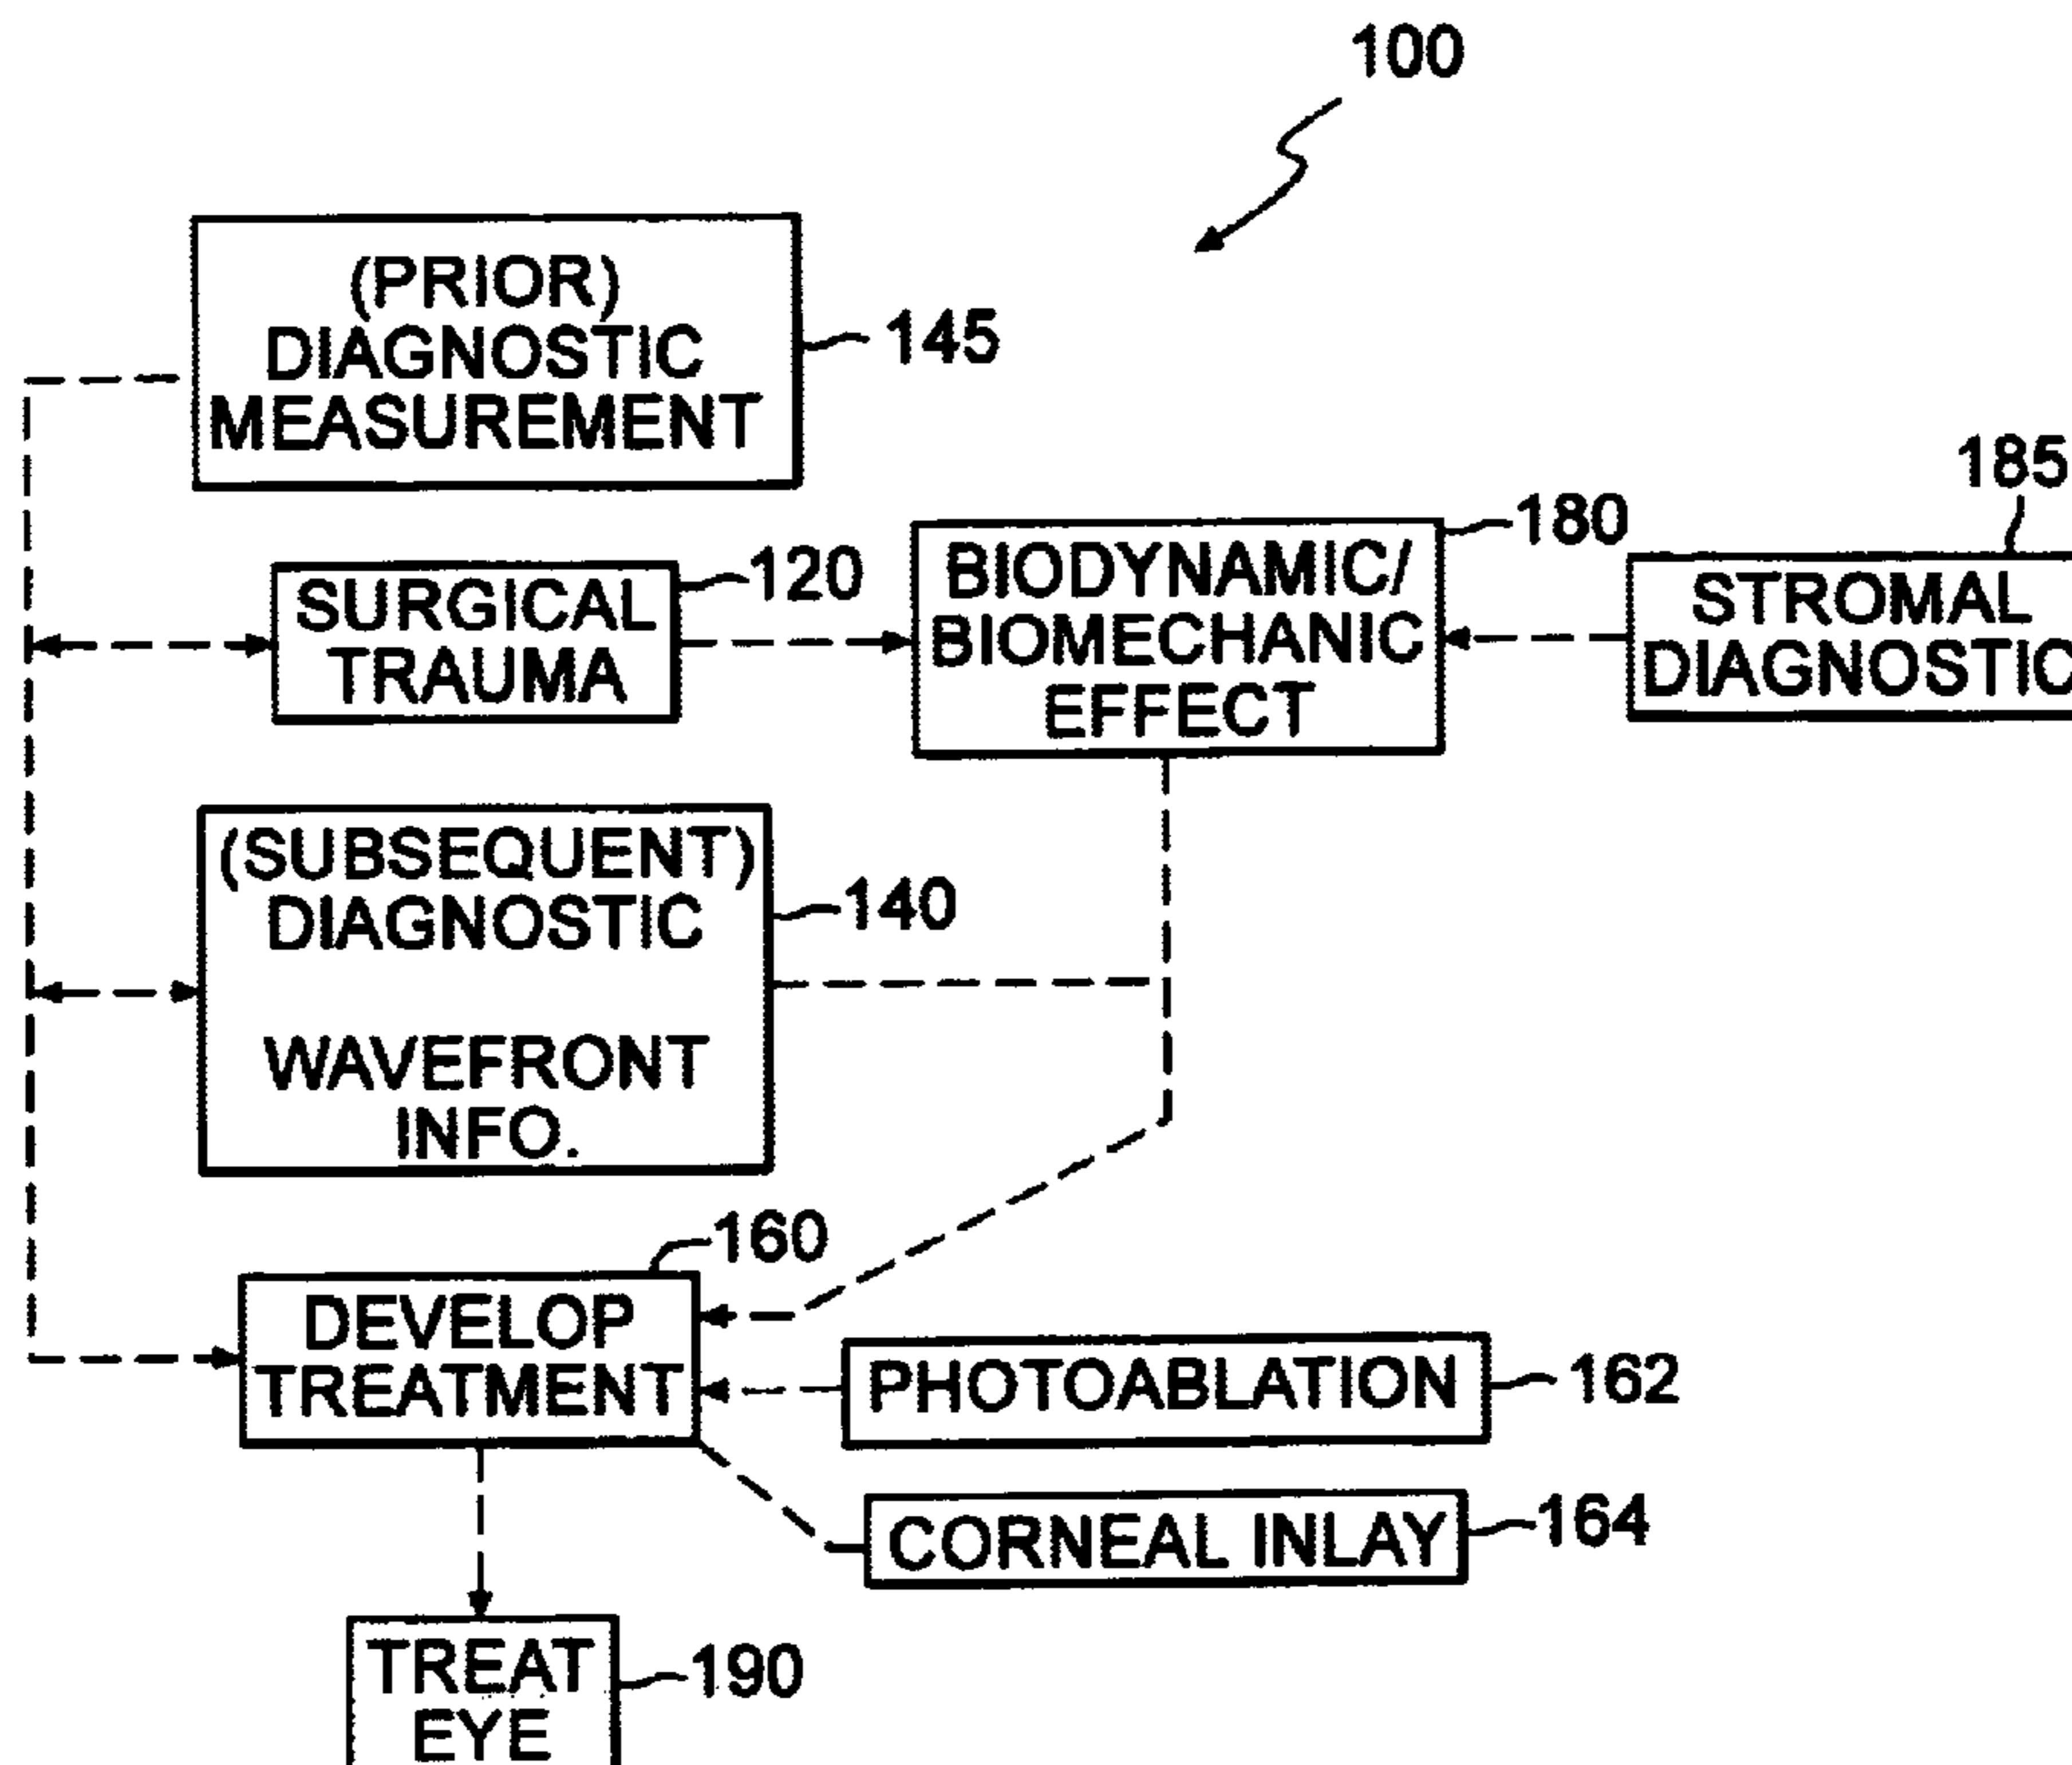 100
(PRIOR)
DIAGNOSTIC
MEASUREMENT
145
SURGICAL
TRAUMA
120
BIODYNAMIC/
BIOMECHANIC
EFFECT
180
185
STROMAL
DIAGNOSTIC
(SUBSEQUENT)
DIAGNOSTIC
WAVEFRONT
INFO.
140
160
DEVELOP
TREATMENT
PHOTOABLATION
162
CORNEAL INLAY
164
TREAT
EYE
190